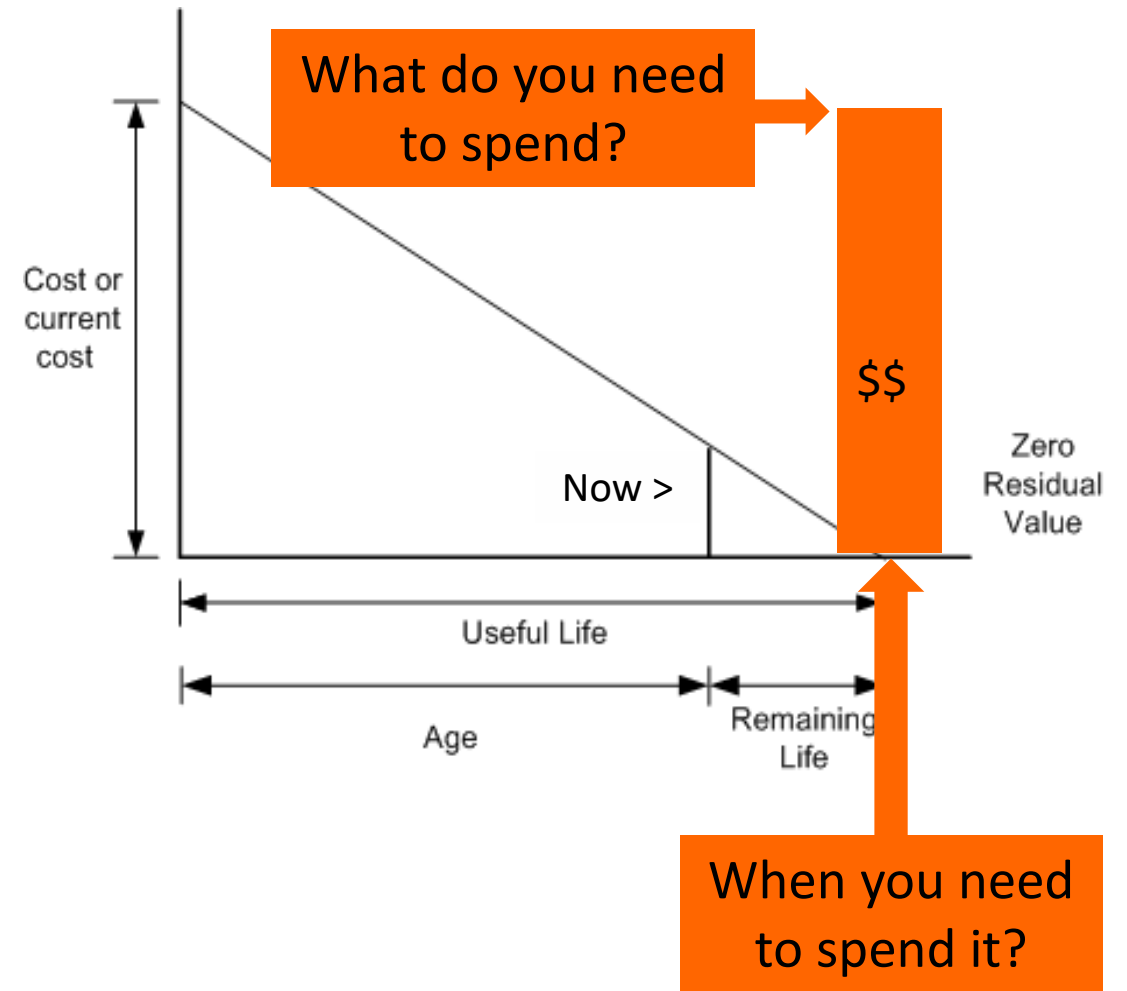 What do you need
to spend?
Cost or
current
cost
$$
Now >
Zero
Residual
Value
Useful Life
Age
Remaining
Life
When you need
to spend it?